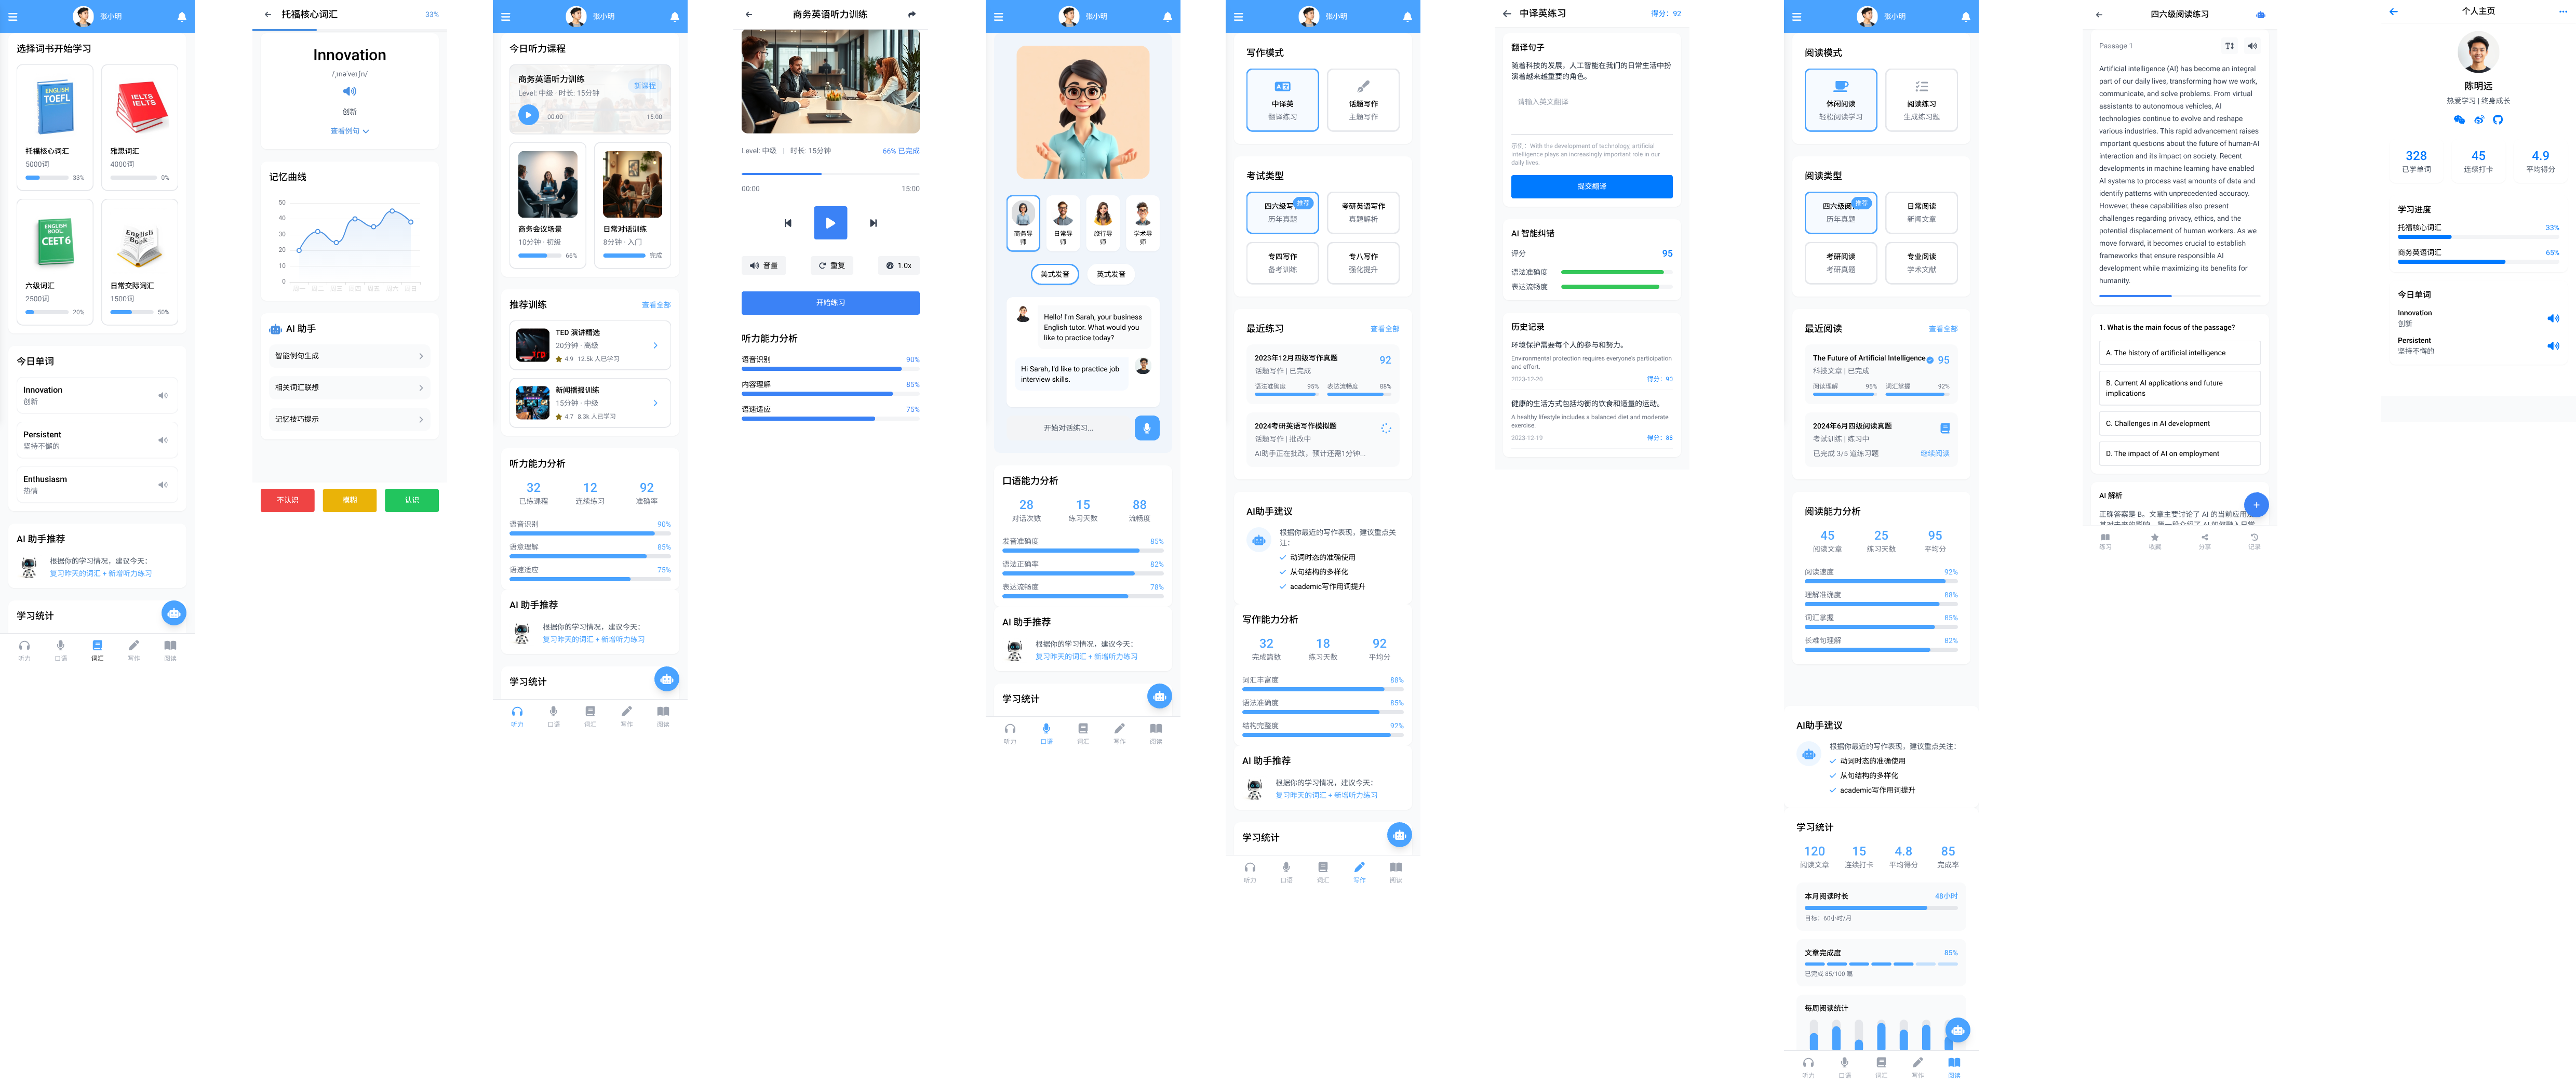 张小明
选择词书开始学习
ENGLISH
TOEFL
托福核心词汇
5000词
33%
IELTS
IELTS
雅思词汇
4000词
0%
ENGLISH
BOOL.
CEET6
六级词汇
2500词
20%
English
Book
日常交际词汇
1500词
50%
今日单词
Innovation
创新
Persistent
坚持不懈的
Enthusiasm
热情
AI 助手推荐
根据你的学习情况，建议今天：
复习昨天的词汇 + 新增听力练习
学习统计
听力
口语
词汇
写作
阅读
托福核心词汇
33%
Innovation
/ˌɪnəˈveɪʃn/
创新
查看例句
记忆曲线
50
40
30
20
10
0
周一 周二 周三 周四 周五 周六 周日
AI 助手
智能例句生成
相关词汇联想
记忆技巧提示
不认识
模糊
认识
张小明
今日听力课程
商务英语听力训练
Level: 中级 · 时长: 15分钟
新课程
00:00
15:00
商务会议场景
10分钟 · 初级
66%
日常对话训练
8分钟 · 入门
完成
推荐训练
查看全部
TED 演讲精选
20分钟 · 高级
4.9 12.5k 人已学习
新闻播报训练
15分钟 · 中级
4.7 8.3k 人已学习
听力能力分析
32
已练课程
12
连续练习
92
准确率
语音识别
90%
语意理解
85%
语速适应
75%
AI 助手推荐
根据你的学习情况，建议今天：
复习昨天的词汇 + 新增听力练习
学习统计
听力
口语
词汇
写作
阅读
商务英语听力训练
Level: 中级 | 时长: 15分钟
66% 已完成
00:00
15:00
音量
重复
1.0x
开始练习
听力能力分析
语音识别
90%
内容理解
85%
语速适应
75%
张小明
商务导师
日常导师
旅行导师
学术导师
美式发音
英式发音
Hello! I'm Sarah, your business
English tutor. What would you
like to practice today?
Hi Sarah, I'd like to practice job
interview skills.
开始对话练习...
口语能力分析
28
对话次数
15
练习天数
88
流畅度
发音准确度
85%
语法正确率
82%
表达流畅度
78%
AI 助手推荐
根据你的学习情况，建议今天：
复习昨天的词汇 + 新增听力练习
学习统计
听力
口语
词汇
写作
阅读
张小明
写作模式
中译英
翻译练习
话题写作
主题写作
考试类型
四六级写
推荐
历年真题
考研英语写作
真题解析
专四写作
备考训练
专八写作
强化提升
最近练习
查看全部
2023年12月四级写作真题
92
话题写作 | 已完成
语法准确度 95%
表达流畅度 88%
2024考研英语写作模拟题
话题写作 | 批改中
AI助手正在批改，预计还需1分钟...
AI助手建议
根据你最近的写作表现，建议重点关
注：
动词时态的准确使用
从句结构的多样化
academic写作用词提升
写作能力分析
32
完成篇数
18
练习天数
92
平均分
词汇丰富度
88%
语法准确度
85%
结构完整度
92%
AI 助手推荐
根据你的学习情况，建议今天：
复习昨天的词汇 + 新增听力练习
学习统计
听力
口语
词汇
写作
阅读
中译英练习
得分：92
翻译句子
随着科技的发展，人工智能在我们的日常生活中扮
演着越来越重要的角色。
请输入英文翻译
示例：With the development of technology, artificial
intelligence plays an increasingly important role in our
daily lives.
提交翻译
AI 智能纠错
评分
95
语法准确度
表达流畅度
历史记录
环境保护需要每个人的参与和努力。
Environmental protection requires everyone's participation
and effort.
2023-12-20
得分：90
健康的生活方式包括均衡的饮食和适量的运动。
A healthy lifestyle includes a balanced diet and moderate
exercise.
2023-12-19
得分：88
张小明
阅读模式
休闲阅读
轻松阅读学习
阅读练习
生成练习题
阅读类型
四六级阅
推荐
历年真题
日常阅读
新闻文章
考研阅读
考研真题
专业阅读
学术文献
最近阅读
查看全部
The Future of Artificial Intelligence
95
科技文章 | 已完成
阅读理解 95%
词汇掌握 92%
2024年6月四级阅读真题
考试训练 | 练习中
已完成 3/5 道练习题
继续阅读
阅读能力分析
45
阅读文章
25
练习天数
95
平均分
阅读速度
92%
理解准确度
88%
词汇掌握
85%
长难句理解
82%
AI助手建议
根据你最近的写作表现，建议重点关注：
动词时态的准确使用
从句结构的多样化
academic写作用词提升
学习统计
120
阅读文章
15
连续打卡
4.8
平均得分
85
完成率
本月阅读时长
48小时
目标：60小时/月
文章完成度
85%
已完成 85/100 篇
每周阅读统计
听力
口语
词汇
写作
阅读
四六级阅读练习
Passage 1
Artificial intelligence (AI) has become an integral
part of our daily lives, transforming how we work,
communicate, and solve problems. From virtual
assistants to autonomous vehicles, AI
technologies continue to evolve and reshape
various industries. This rapid advancement raises
important questions about the future of human-AI
interaction and its impact on society. Recent
developments in machine learning have enabled
AI systems to process vast amounts of data and
identify patterns with unprecedented accuracy.
However, these capabilities also present
challenges regarding privacy, ethics, and the
potential displacement of human workers. As we
move forward, it becomes crucial to establish
frameworks that ensure responsible AI
development while maximizing its benefits for
humanity.
1. What is the main focus of the passage?
A. The history of artificial intelligence
B. Current AI applications and future
implications
C. Challenges in AI development
D. The impact of AI on employment
AI 解析
正确答案是 B。文章主要讨论了 AI 的当前应用
练习
收藏
分享
记录
个人主页
陈明远
热爱学习 | 终身成长
328
已学单词
45
连续打卡
4.9
平均得分
学习进度
托福核心词汇
33%
商务英语词汇
65%
今日单词
Innovation
创新
Persistent
坚持不懈的